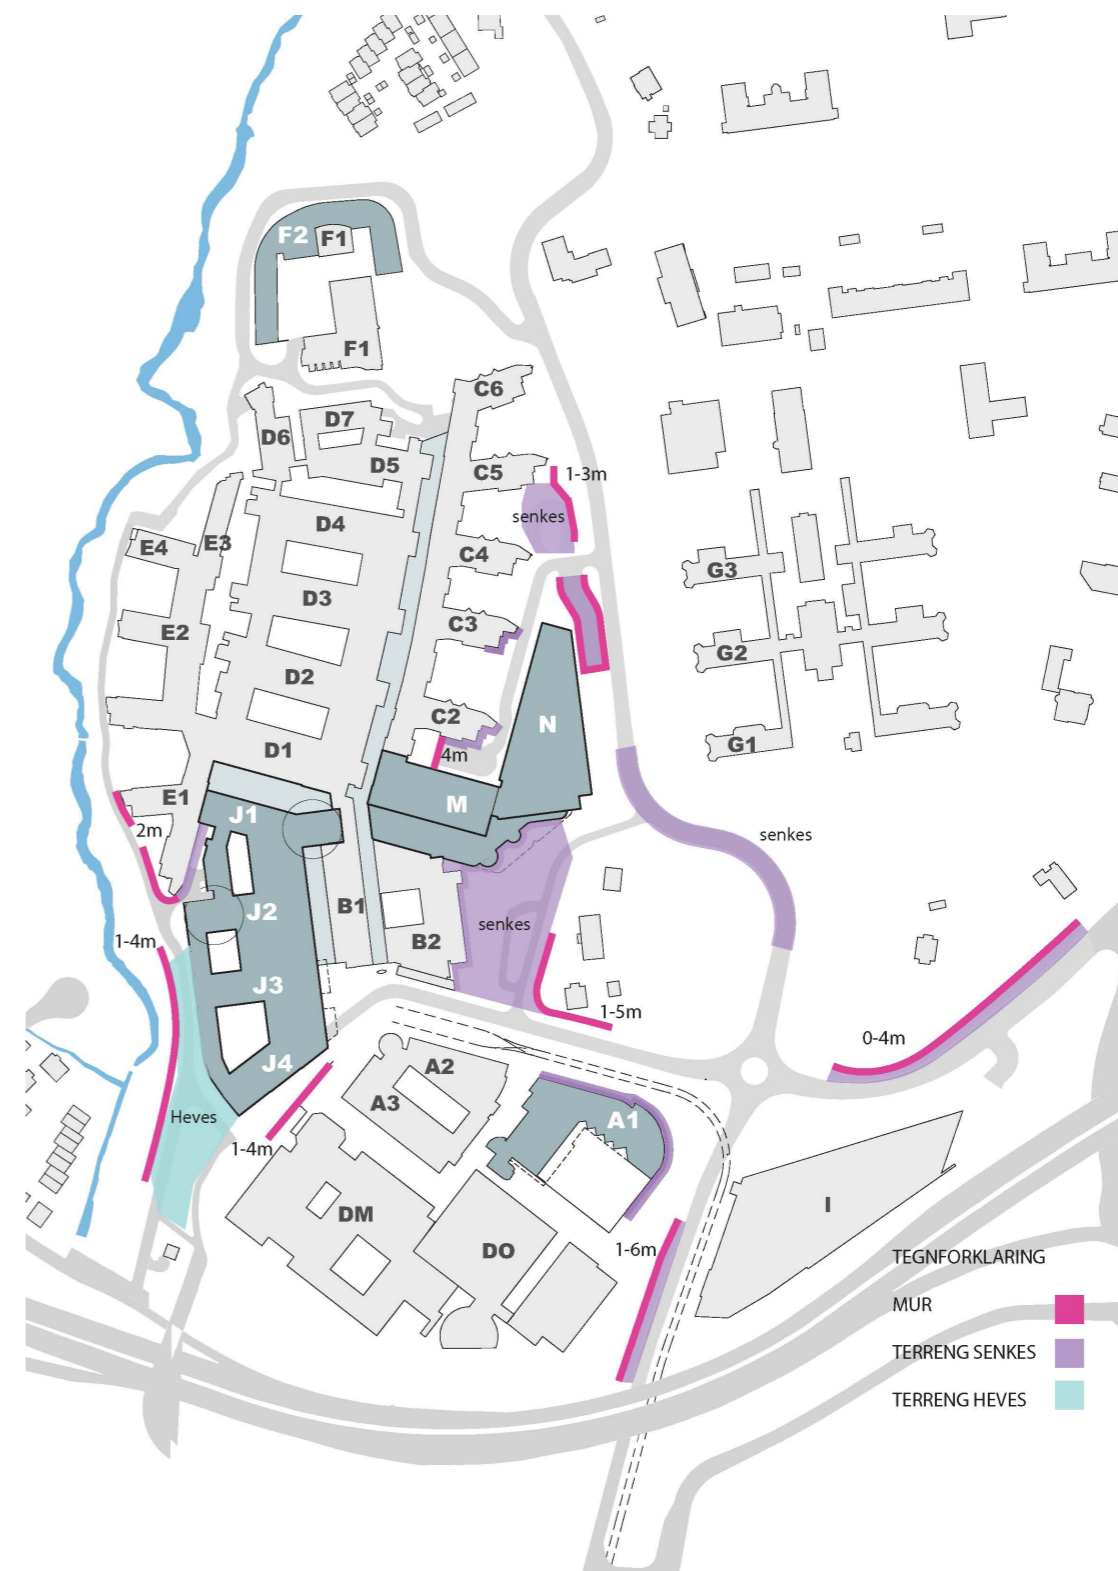 F2
F1
F1
C6
D7
D6
D5
C5
1-3m
senkes
D4
E3
E4
C4
G3
D3
C3
E2
G2
D2
C2
N
G1
D1
4m
E1
M
J1
2m
senkes
B1
J2
senkes
B2
1-4m
J3
1-5m
0-4m
J4
A2
A3
Heves
A1
1-4m
I
DM
DO
1-6m
TEGNFORKLARING
MUR
TERRENG SENKES
TERRENG HEVES